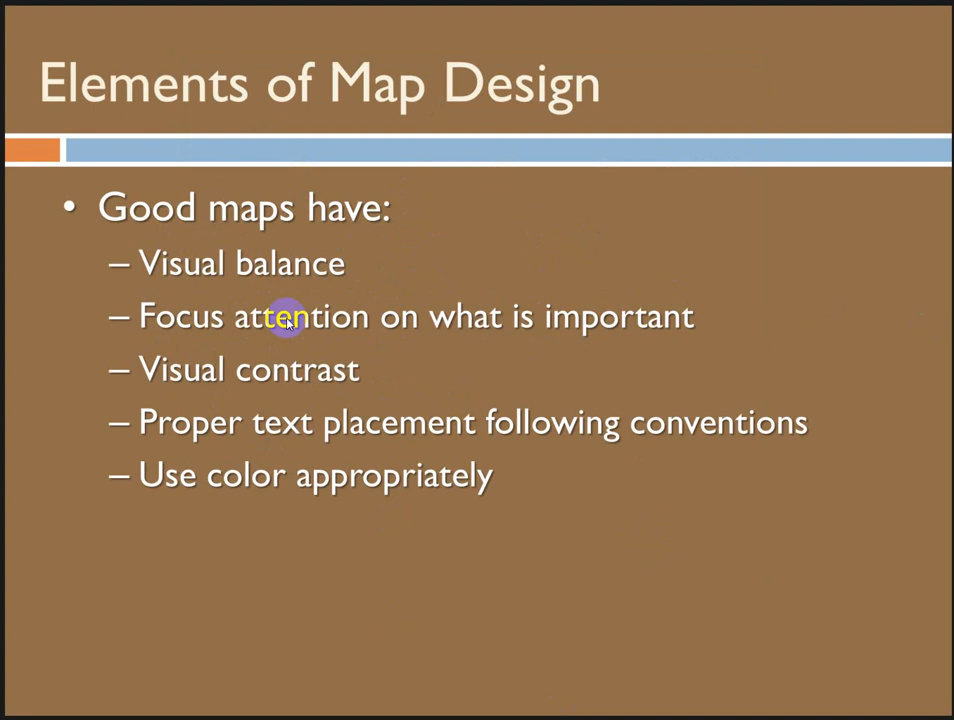 Elements of Map Design
• Good maps have:
– Visual balance
– Focus attention on what is important
– Visual contrast
– Proper text placement following conventions
– Use color appropriately